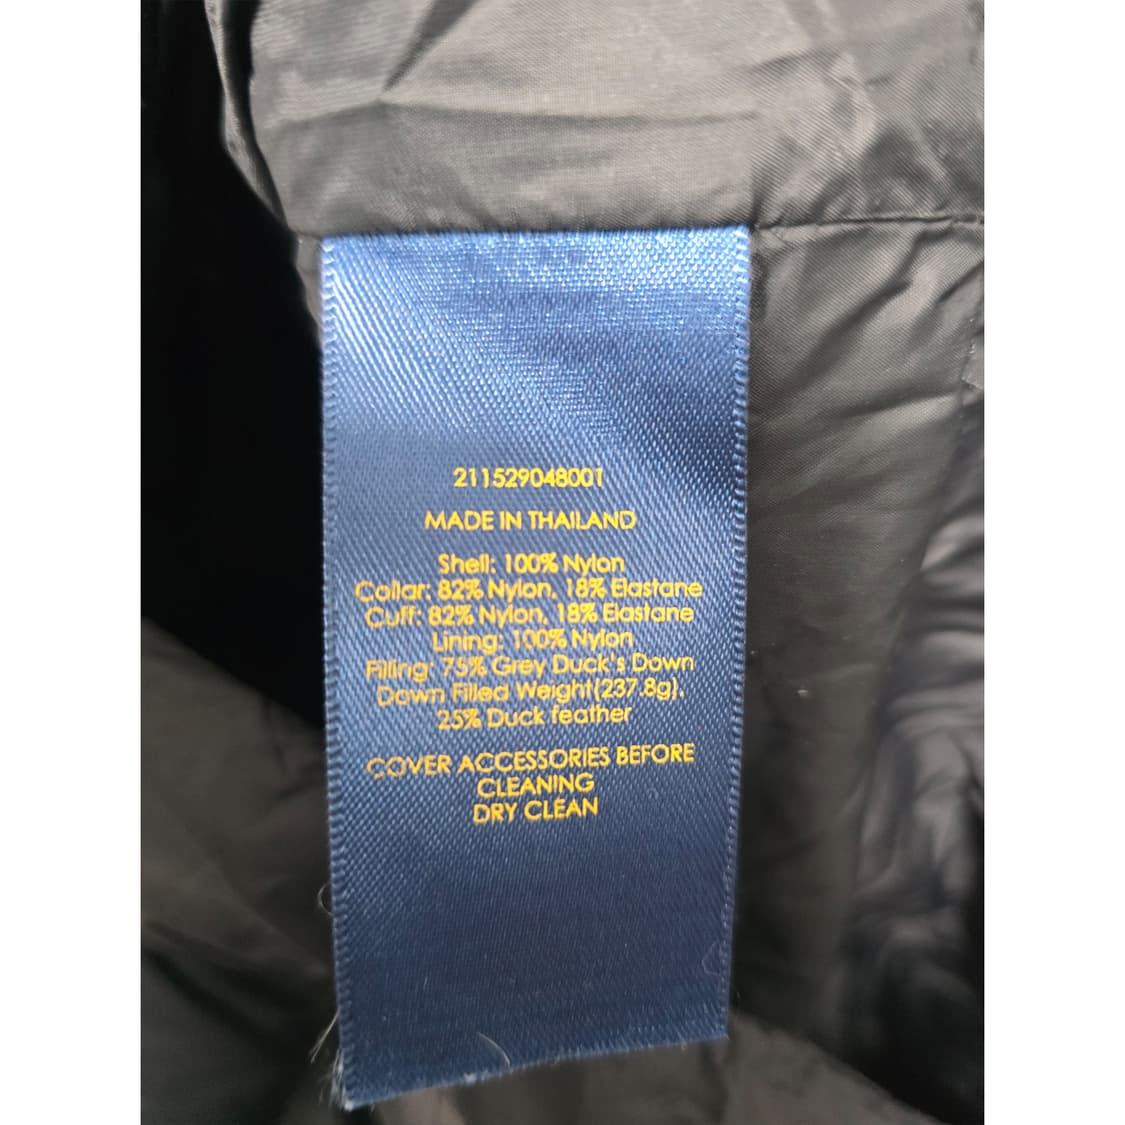 211529048001
MADE IN THAILAND
Shell: 100% Nylon
Collar: 82% Nylon, 18% Elastane
Cuff: 82% Nylon, 18% Elastane
Lining: 100% Nylon
Filling: 75% Grey Duck's Down
Down Filled Weight(237.8g),
25% Duck feather
COVER ACCESSORIES BEFORE
CLEANING
DRY CLEAN